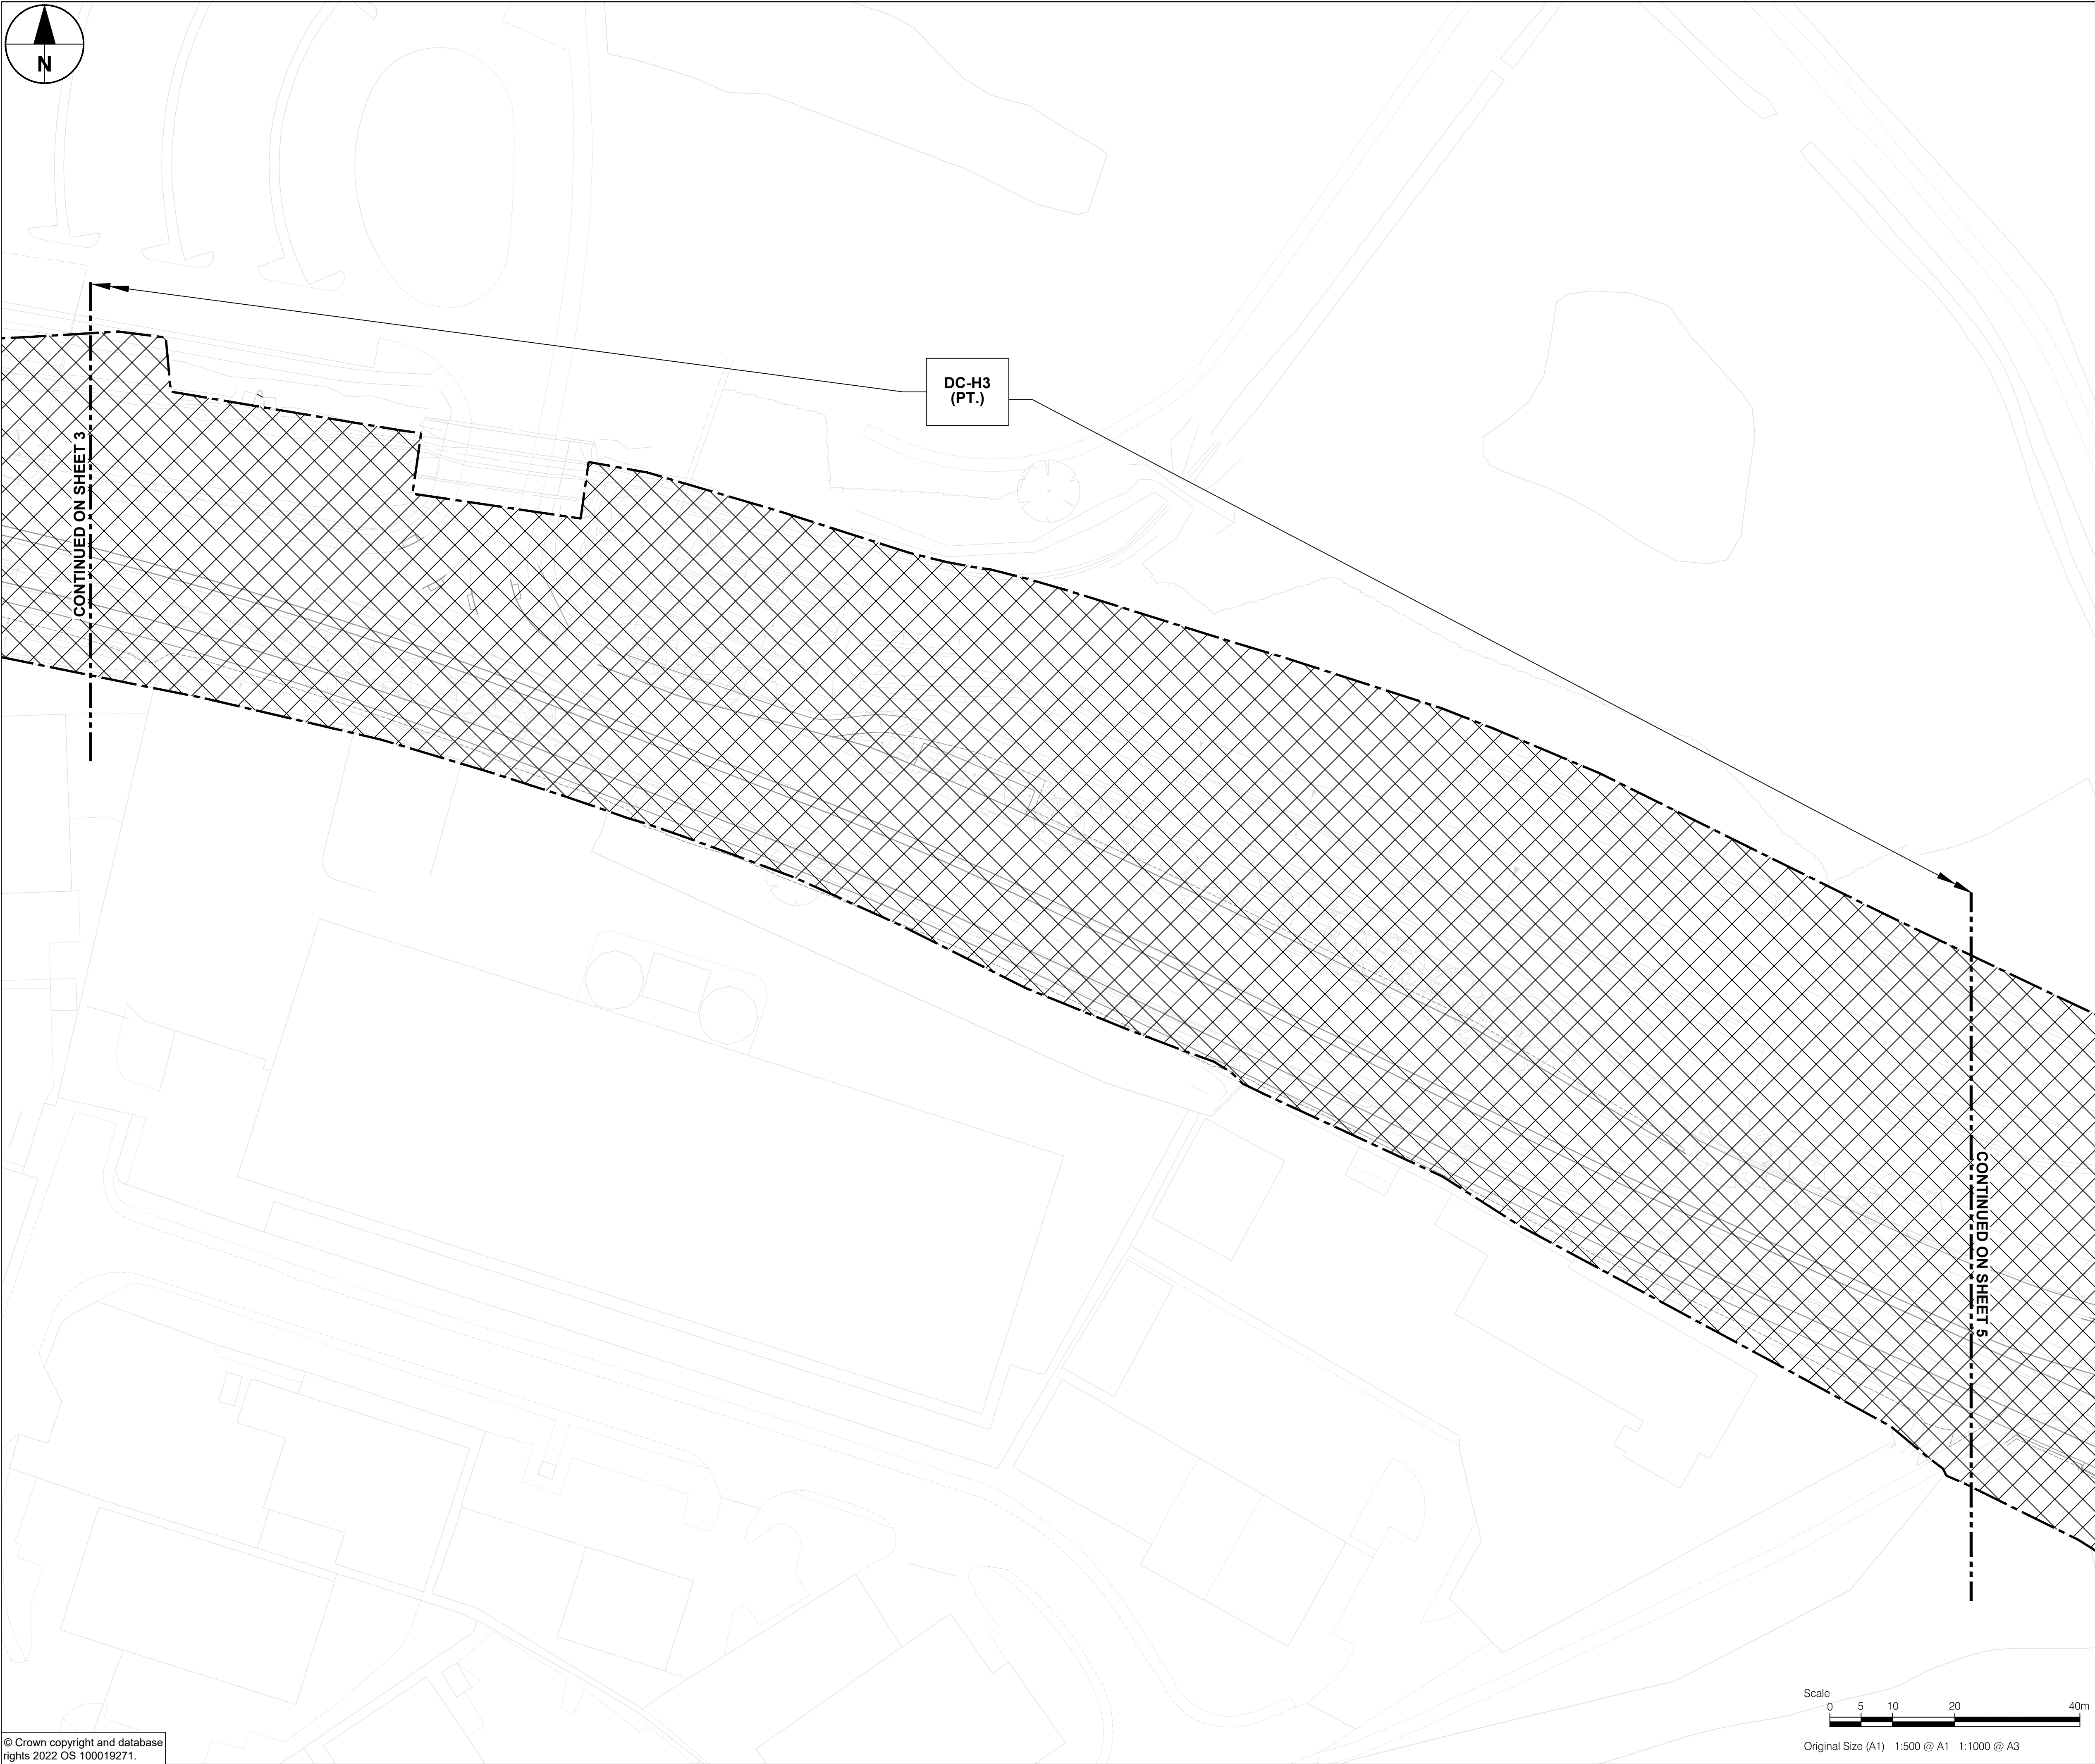 N
DC-H3
(PT.)
CONTINUED ON SHEET 3
CONTINUED ON SHEET 5
Scale
0 5 10 20 40m
Original Size (A1) 1:500 @ A1 1:1000 @ A3
© Crown copyright and database
rights 2022 OS 100019271.